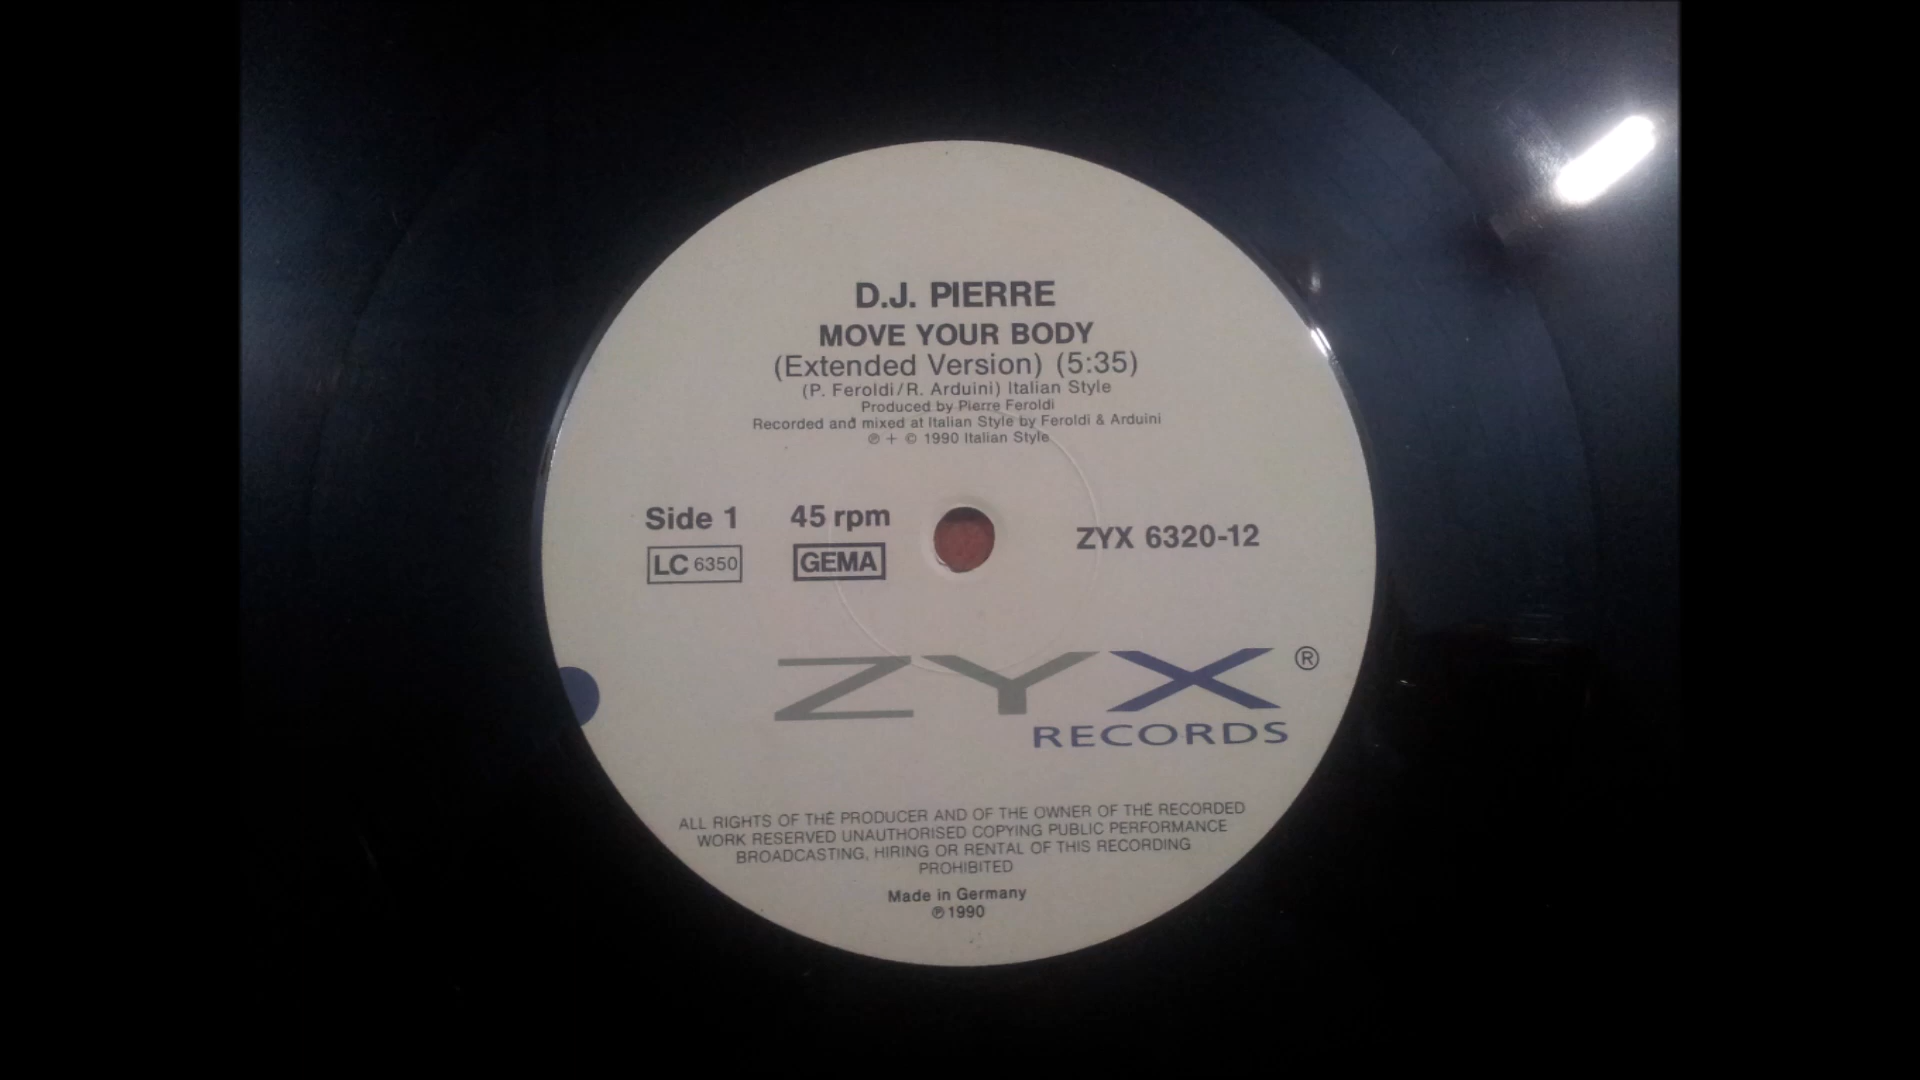 D.J. PIERRE
MOVE YOUR BODY
(Extended Version) (5:35)
(P. Feroldi/R. Arduini) Italian Style
Produced by Pierre Feroldi
Recorded and mixed at Italian Style by Feroldi & Arduini
℗ + © 1990 Italian Style
Side 1 45 rpm
ZYX 6320-12
LC 6350 GEMA
ZYX ®
RECORDS
ALL RIGHTS OF THE PRODUCER AND OF THE OWNER OF THE RECORDED
WORK RESERVED UNAUTHORISED COPYING PUBLIC PERFORMANCE
BROADCASTING, HIRING OR RENTAL OF THIS RECORDING
PROHIBITED
Made in Germany
℗ 1990